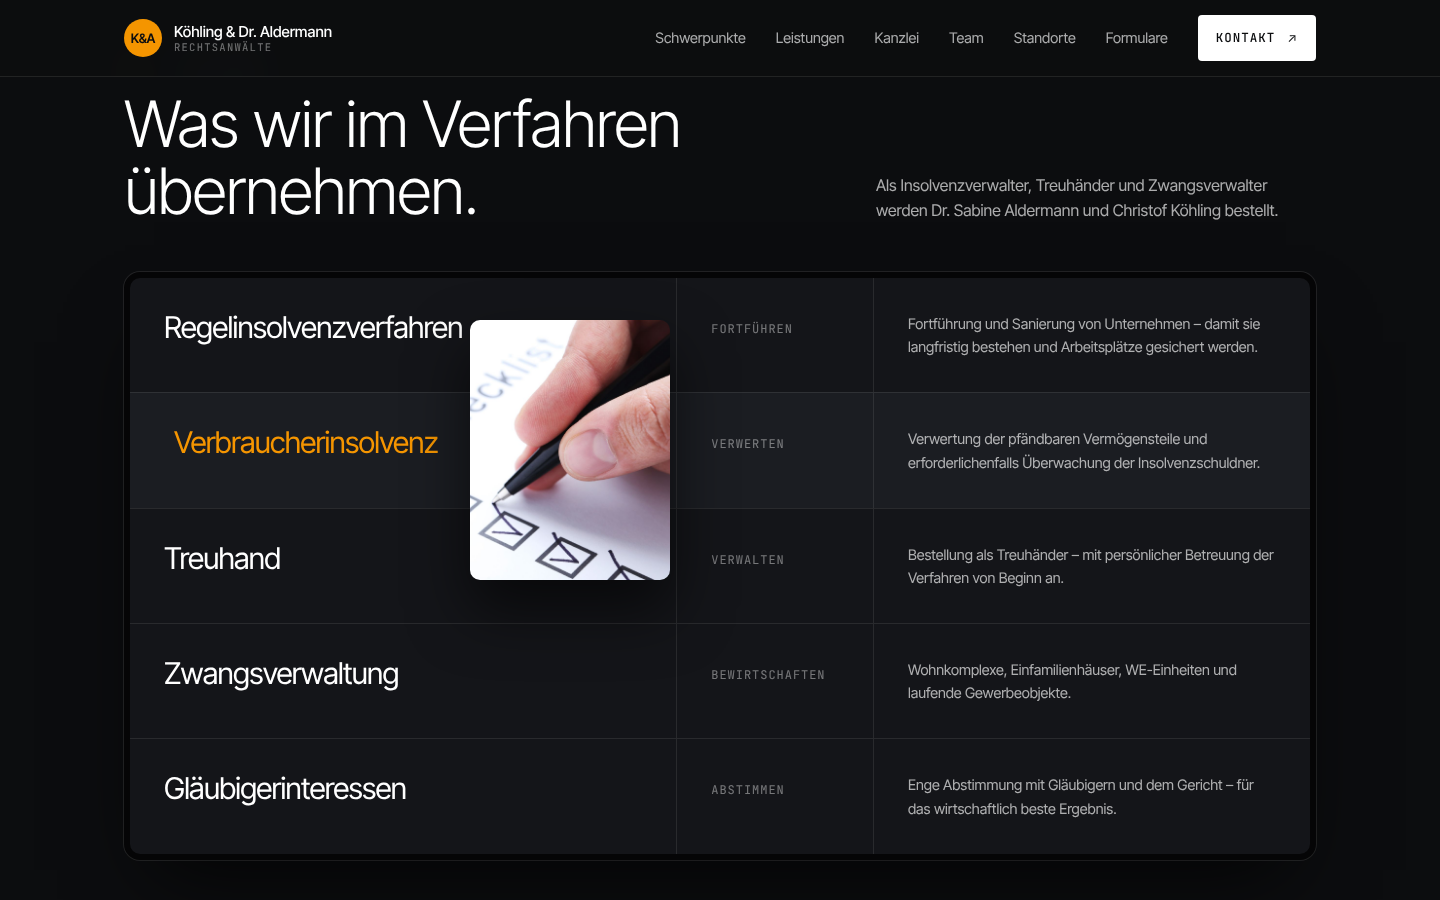 K&A
Köhling & Dr. Aldermann
RECHTSANWÄLTE
Schwerpunkte
Leistungen
Kanzlei
Team
Standorte
Formulare
KONTAKT ↗
Was wir im Verfahren
übernehmen.
Als Insolvenzverwalter, Treuhänder und Zwangsverwalter
werden Dr. Sabine Aldermann und Christof Köhling bestellt.
Regelinsolvenzverfahren
FORTFÜHREN
Fortführung und Sanierung von Unternehmen – damit sie
langfristig bestehen und Arbeitsplätze gesichert werden.
ecklist
Verbraucherinsolvenz
VERWERTEN
Verwertung der pfändbaren Vermögensteile und
erforderlichenfalls Überwachung der Insolvenzschuldner.
Treuhand
VERWALTEN
Bestellung als Treuhänder – mit persönlicher Betreuung der
Verfahren von Beginn an.
Zwangsverwaltung
BEWIRTSCHAFTEN
Wohnkomplexe, Einfamilienhäuser, WE-Einheiten und
laufende Gewerbeobjekte.
Gläubigerinteressen
ABSTIMMEN
Enge Abstimmung mit Gläubigern und dem Gericht – für
das wirtschaftlich beste Ergebnis.